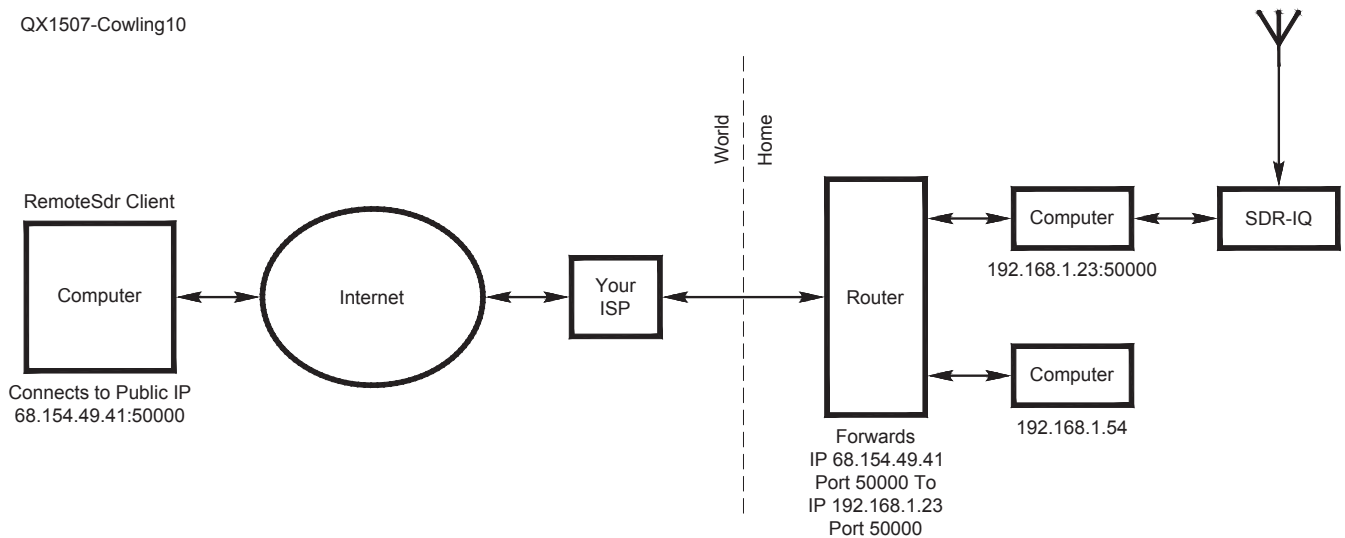 QX1507-Cowling10
World
Home
RemoteSdr Client
Computer
Connects to Public IP
68.154.49.41:50000
Internet
Your
ISP
Router
Forwards
IP 68.154.49.41
Port 50000 To
IP 192.168.1.23
Port 50000
Computer
192.168.1.23:50000
SDR-IQ
Computer
192.168.1.54